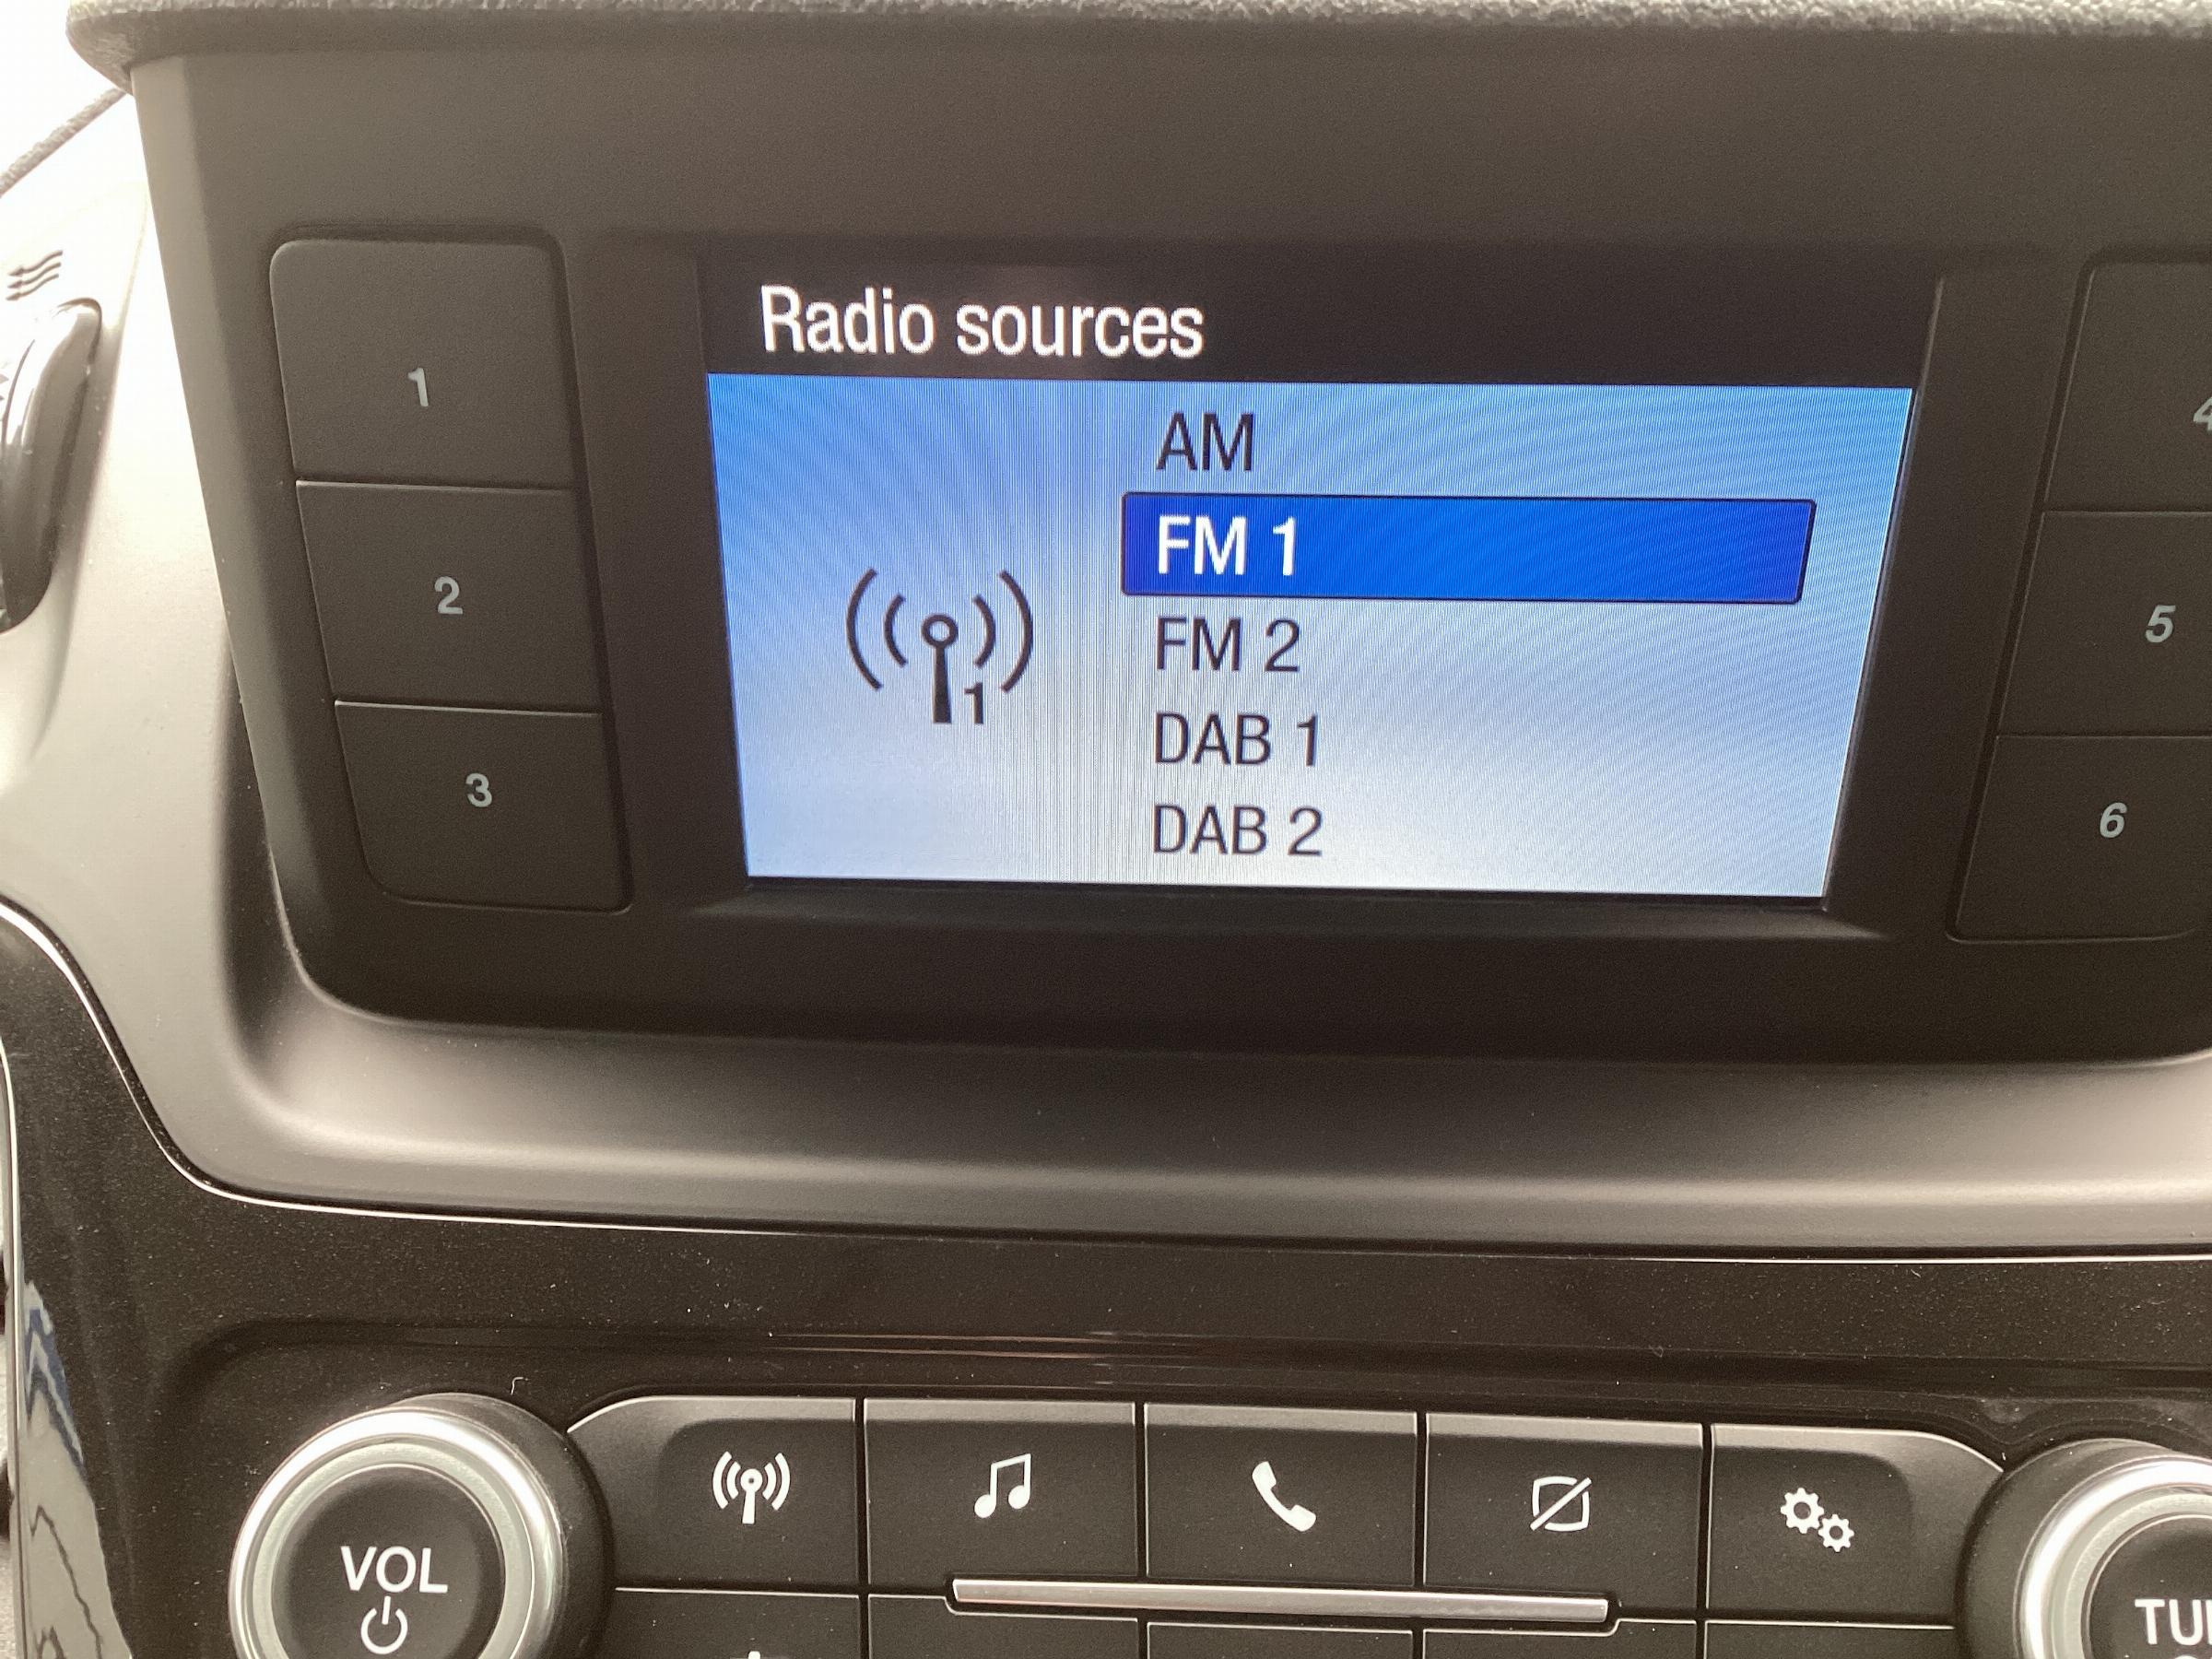 Radio sources
AM
FM 1
FM 2
DAB 1
DAB 2
1
1
2
3
5
6
VOL